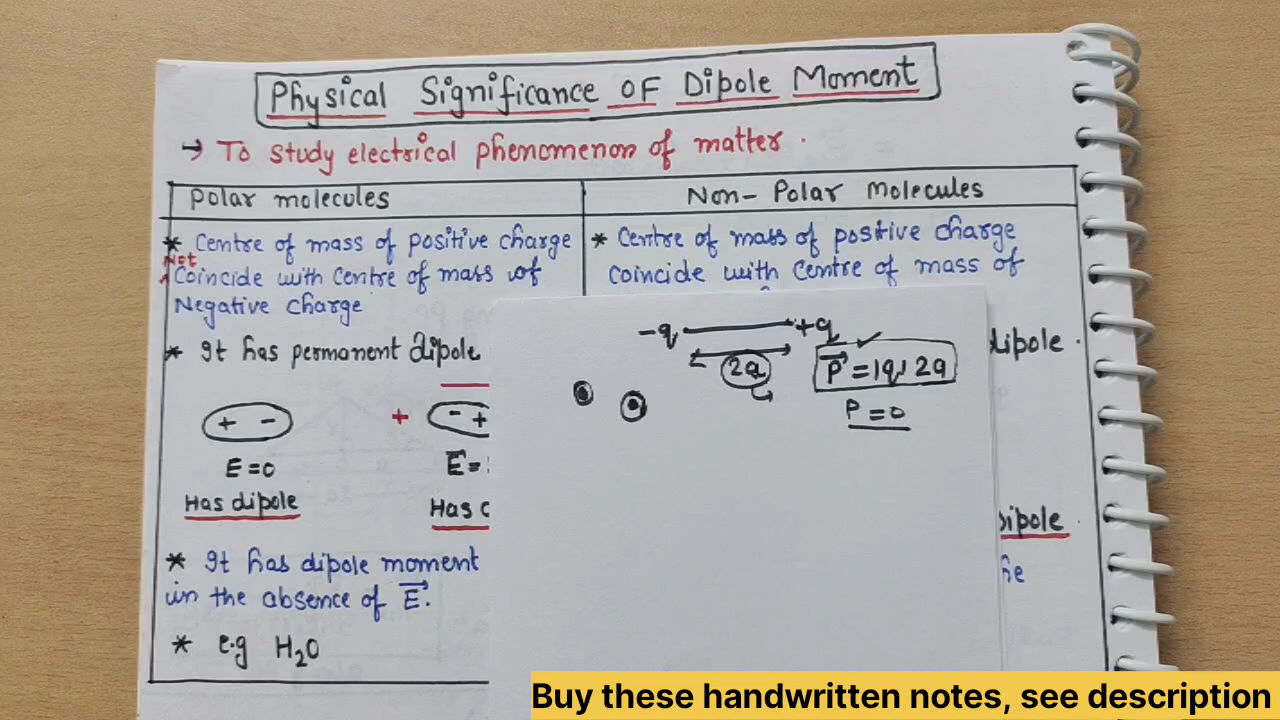 Physical Significance OF Dipole Moment
→ To study electrical phenomenon of matter.
Polar molecules
Non-Polar Molecules
* Centre of mass of positive charge
Not
Coincide with Centre of mass of
Negative Charge
* Centre of mass of positive charge
Coincide with Centre of mass of
* It has permanent dipole
dipole.
+ -
E=0
Has dipole
+
- +
E⃗=
Has
-q +q
2a
P⃗=|q| 2a
P=0
Dipole.
* It has dipole moment
in the absence of E⃗.
he
* e.g H₂O
Buy these handwritten notes, see description